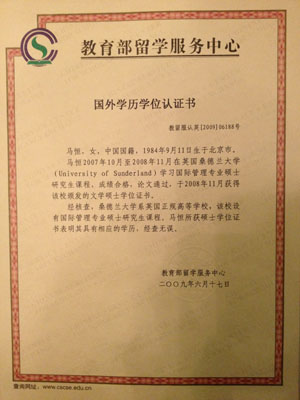 教育部留学服务中心
国外学历学位认证书
教留服认英[2009]06188号
马恒，女，中国国籍，1984年9月11日生于北京市。
马恒2007年10月至2008年11月在英国桑德兰大学
(University of Sunderland)学习国际管理专业硕士
研究生课程，成绩合格，论文通过，于2008年11月获得
该校颁发的文学硕士学位证书。
经核查，桑德兰大学系英国正规高等学校，该校设
有国际管理专业硕士研究生课程。马恒所获硕士学位证
书表明其具有相应的学历，经查无误。
教育部留学服务中心
二〇〇九年六月十七日
查询网址：www.cscse.edu.cn